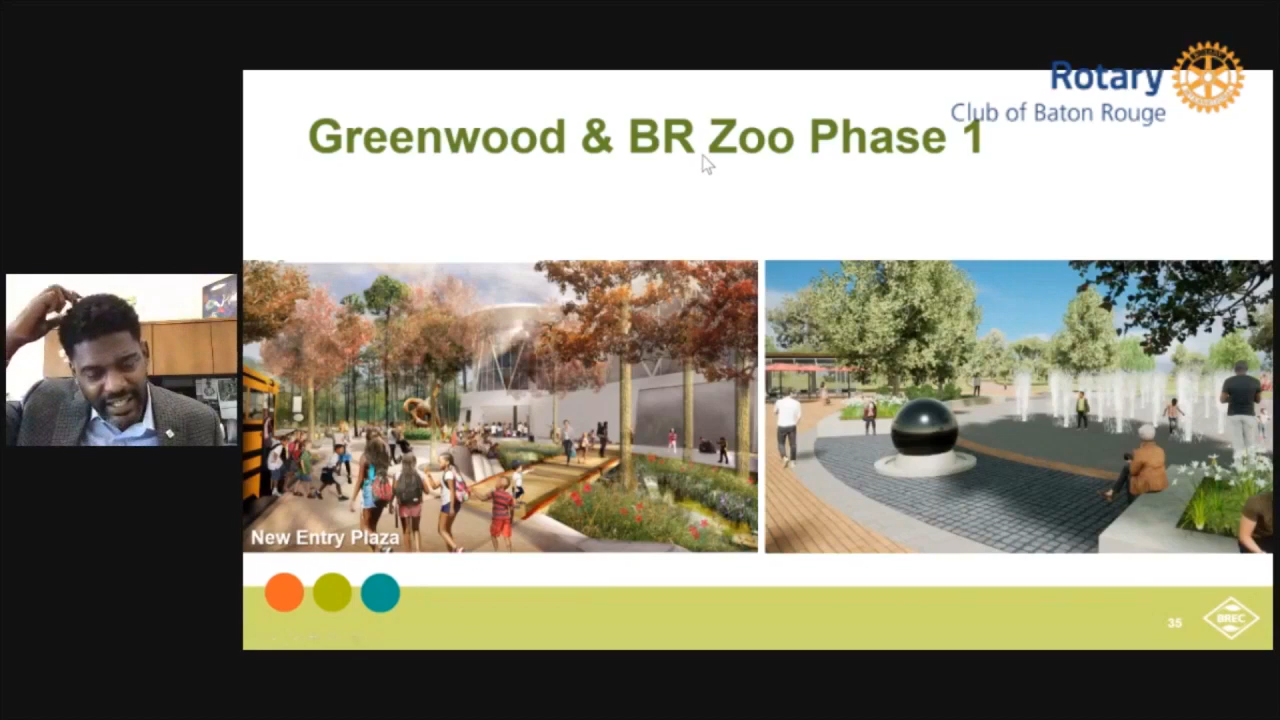 Rotary
Club of Baton Rouge
Greenwood & BR Zoo Phase 1
New Entry Plaza
35
BREC